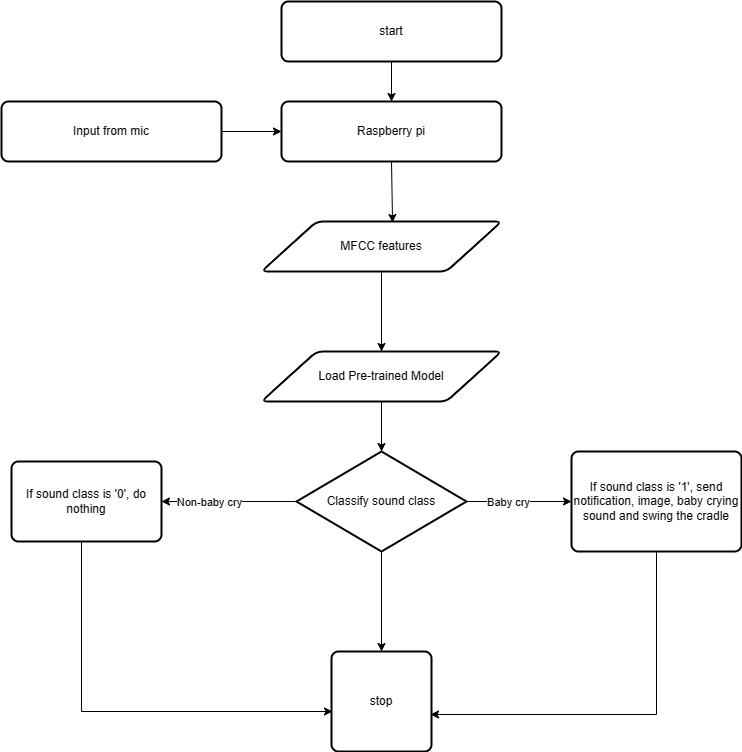 start
Input from mic
Raspberry pi
MFCC features
Load Pre-trained Model
If sound class is '0', do
nothing
Non-baby cry
Classify sound class
Baby cry
If sound class is '1', send
notification, image, baby crying
sound and swing the cradle
stop